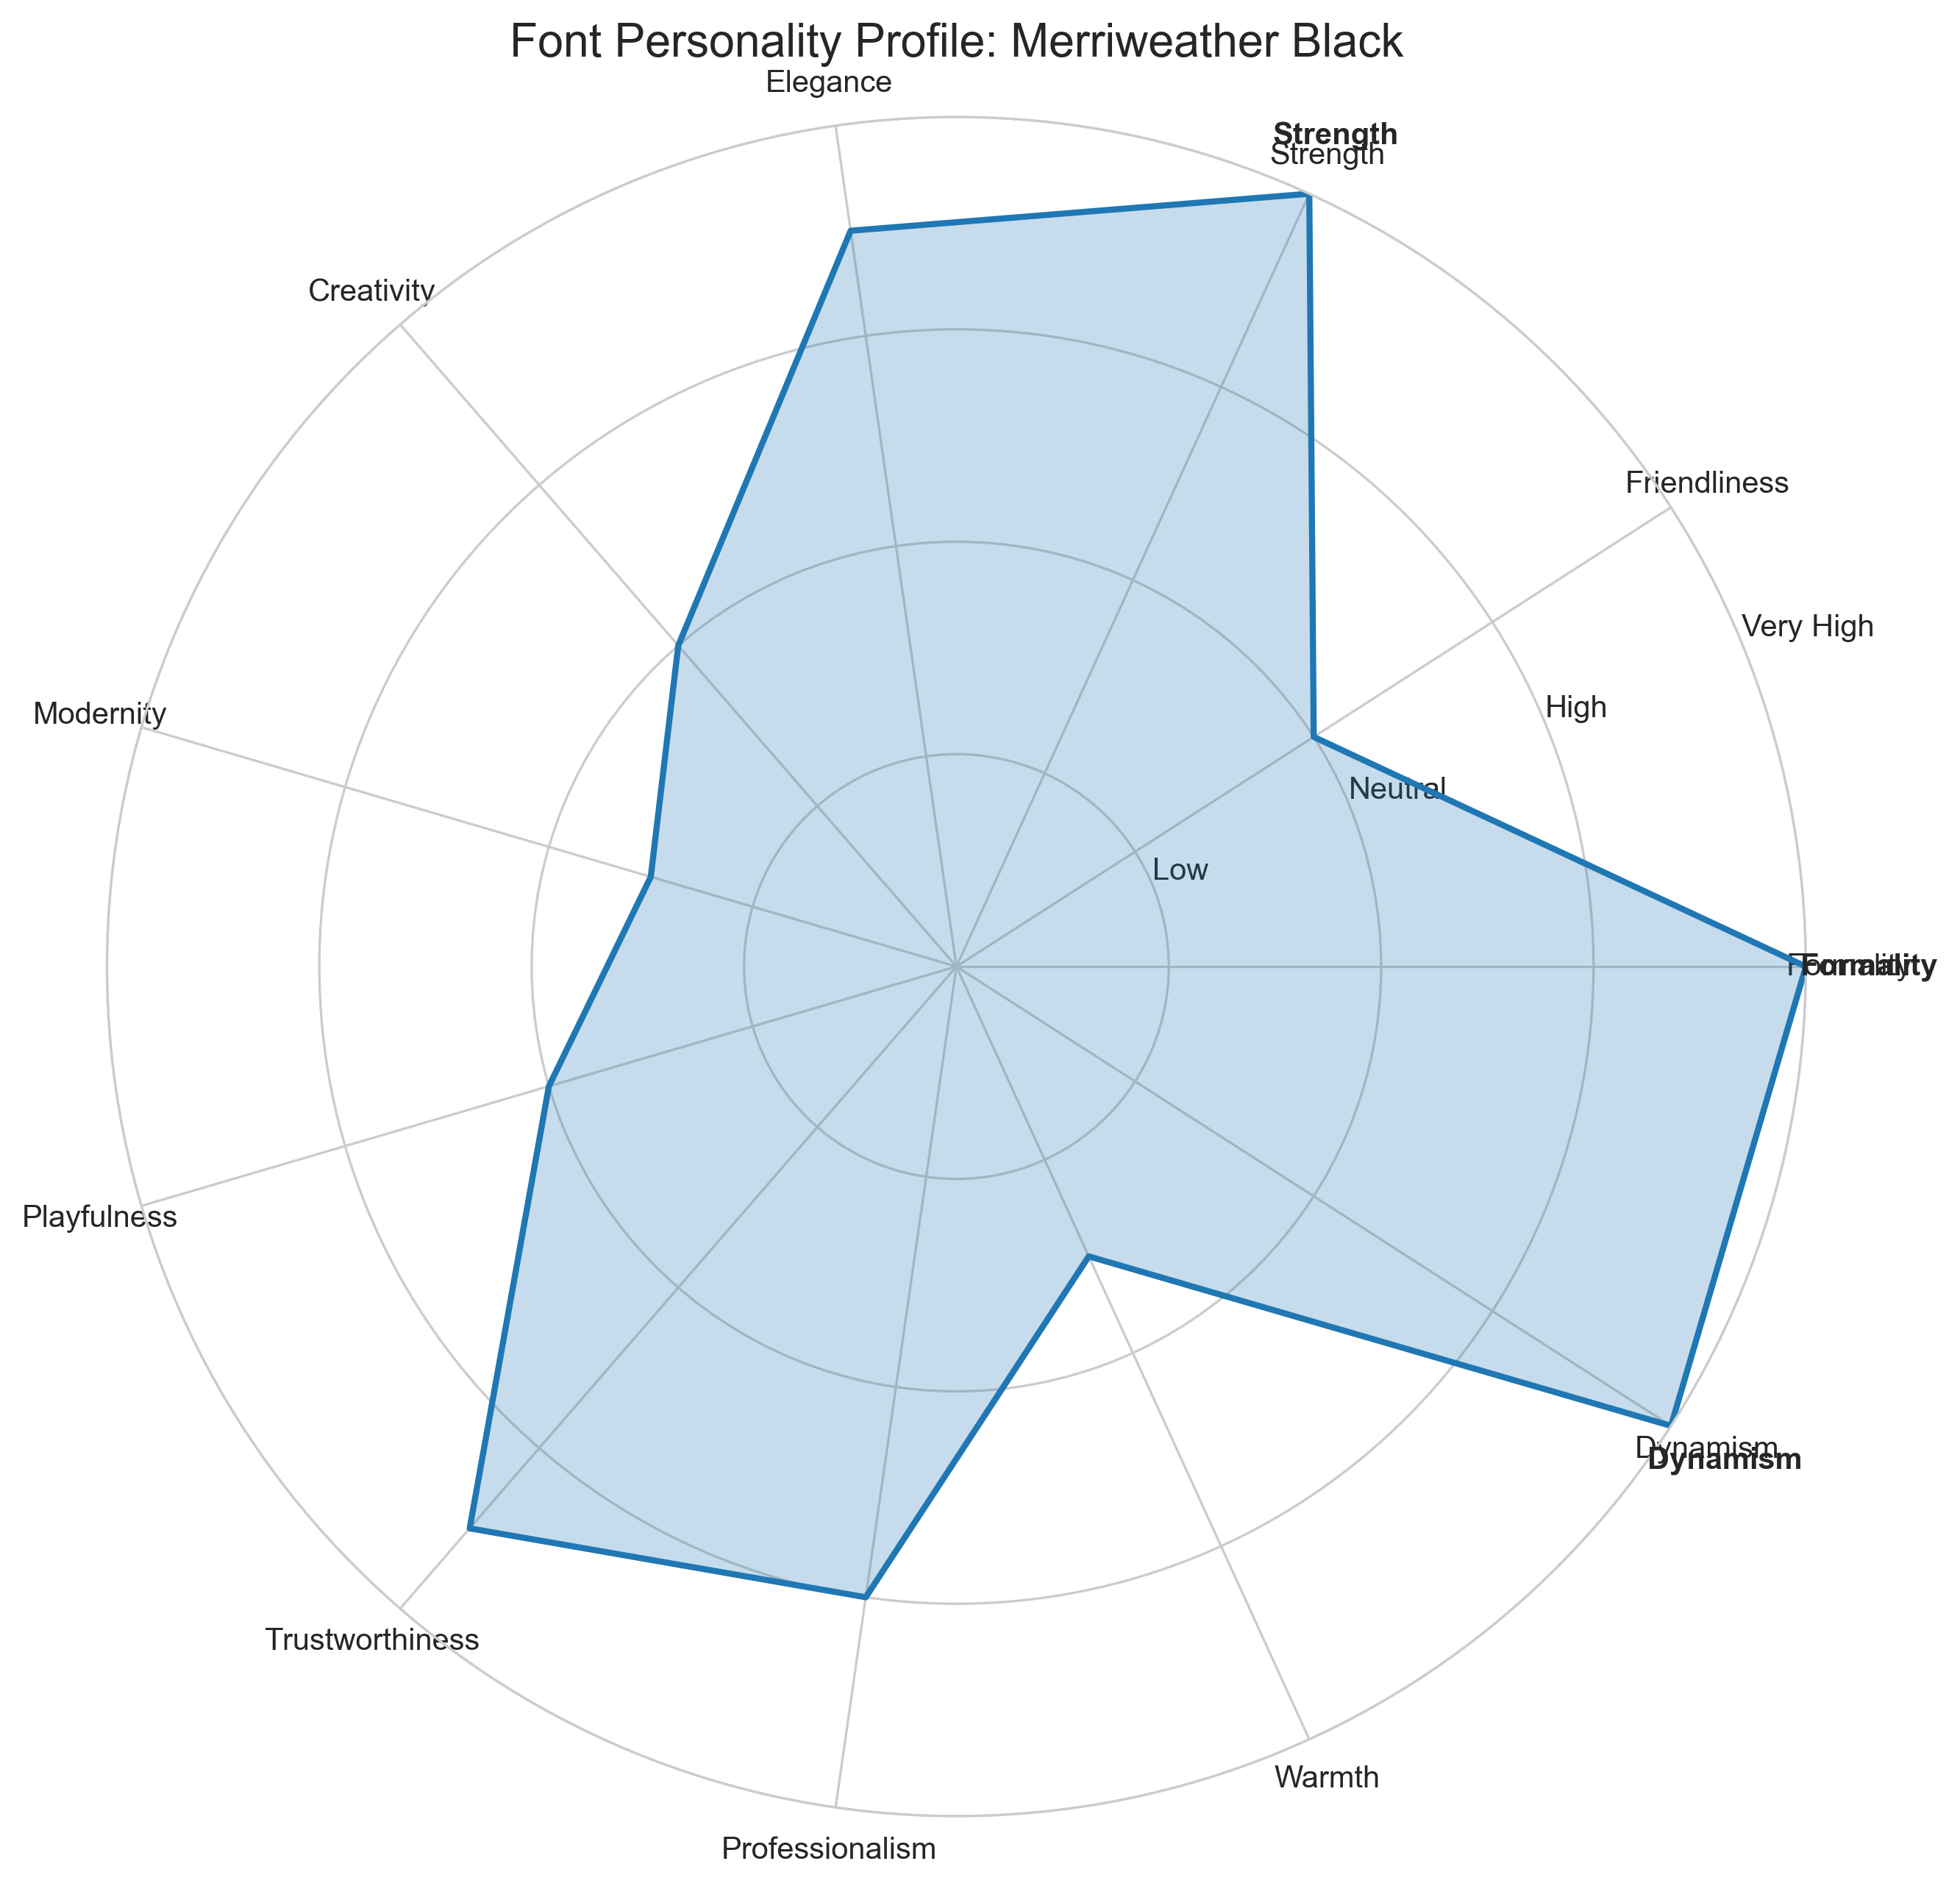 Font Personality Profile: Merriweather Black
Elegance
Strength
Strength
Creativity
Friendliness
Very High
High
Modernity
Neutral
Low
Formality
Formality
Playfulness
Dynamism
Dynamism
Trustworthiness
Warmth
Professionalism